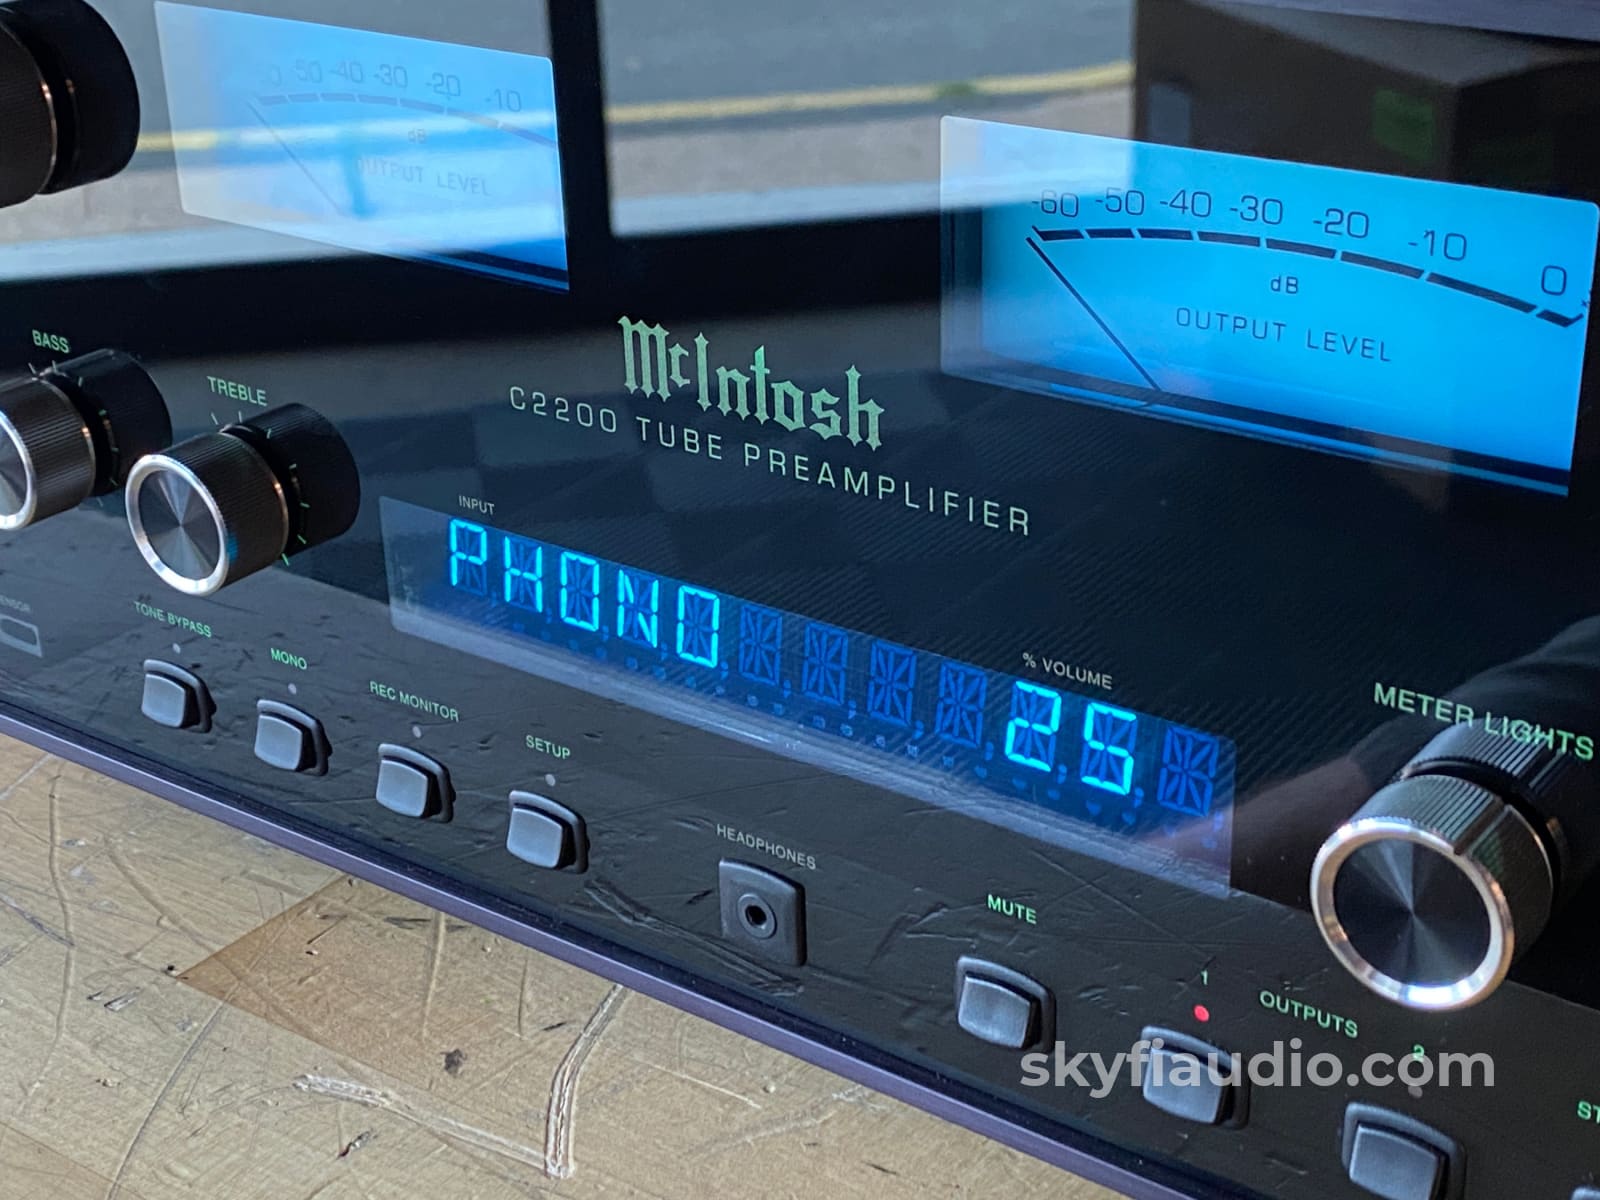 50 -40 -30 -20 -10
dB
OUTPUT LEVEL
-60 -50 -40 -30 -20 -10 0
dB
OUTPUT LEVEL
McIntosh
C2200 TUBE PREAMPLIFIER
BASS
TREBLE
INPUT
PHONO
% VOLUME
25
METER LIGHTS
TONE BYPASS
MONO
REC MONITOR
SETUP
HEADPHONES
MUTE
1
OUTPUTS
2
skyfiaudio.com